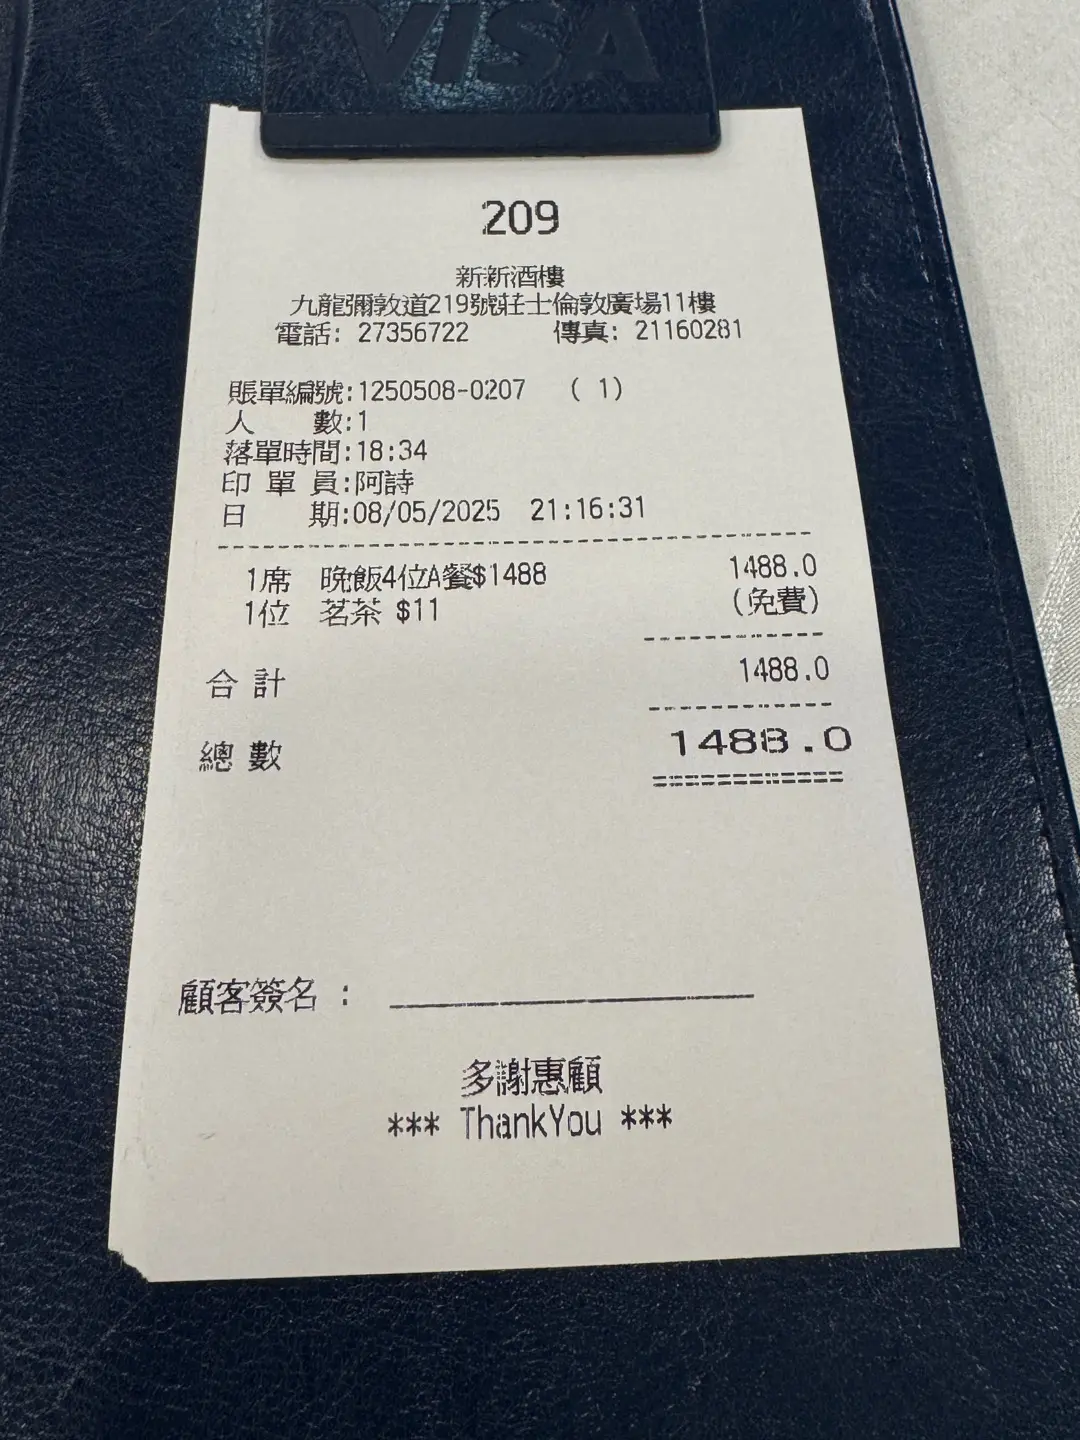 VISA
209
新新酒樓
九龍彌敦道219號莊士倫敦廣場11樓
電話: 27356722 傳真: 21160281
賬單編號:1250508-0207 ( 1)
人 數:1
落單時間:18:34
印 單 員:阿詩
日 期:08/05/2025 21:16:31
1席 晚飯4位A餐$1488 1488.0
1位 茗茶 $11 (免費)
合 計 1488.0
總 數 1488.0
顧客簽名 :
多謝惠顧
*** ThankYou ***